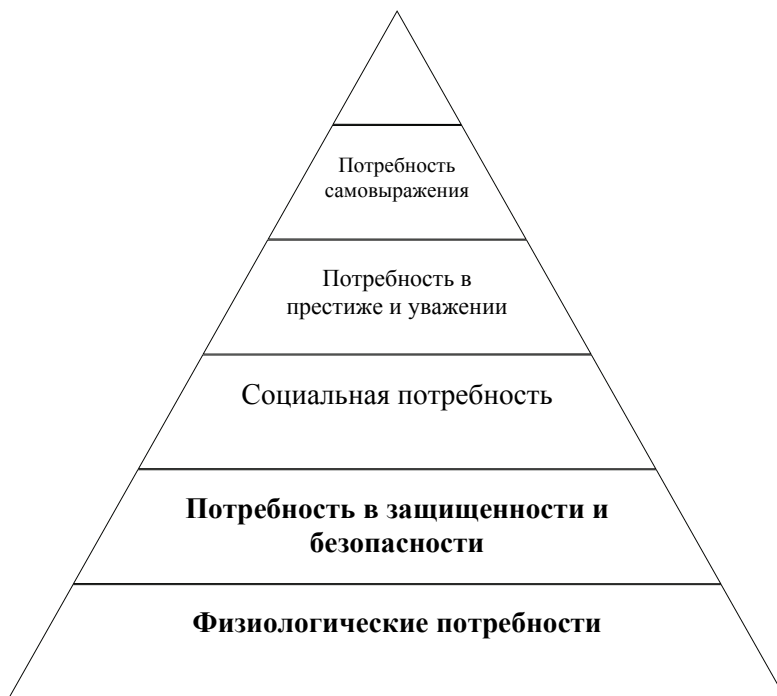 Потребность
самовыражения
Потребность в
престиже и уважении
Социальная потребность
Потребность в защищенности и
безопасности
Физиологические потребности